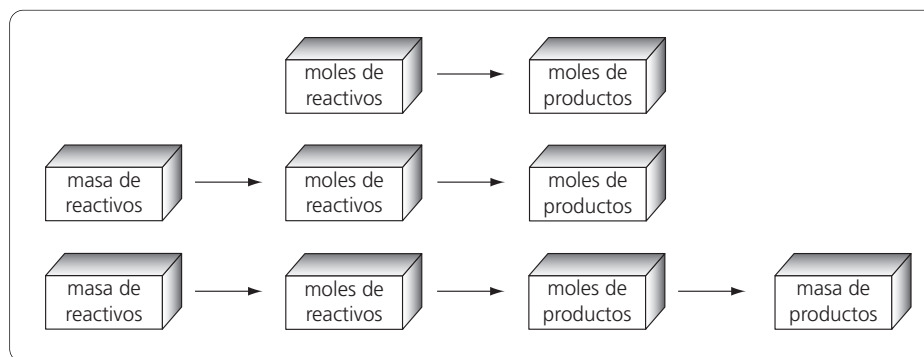 moles de
reactivos
moles de
productos
masa de
reactivos
moles de
reactivos
moles de
productos
masa de
reactivos
moles de
reactivos
moles de
productos
masa de
productos